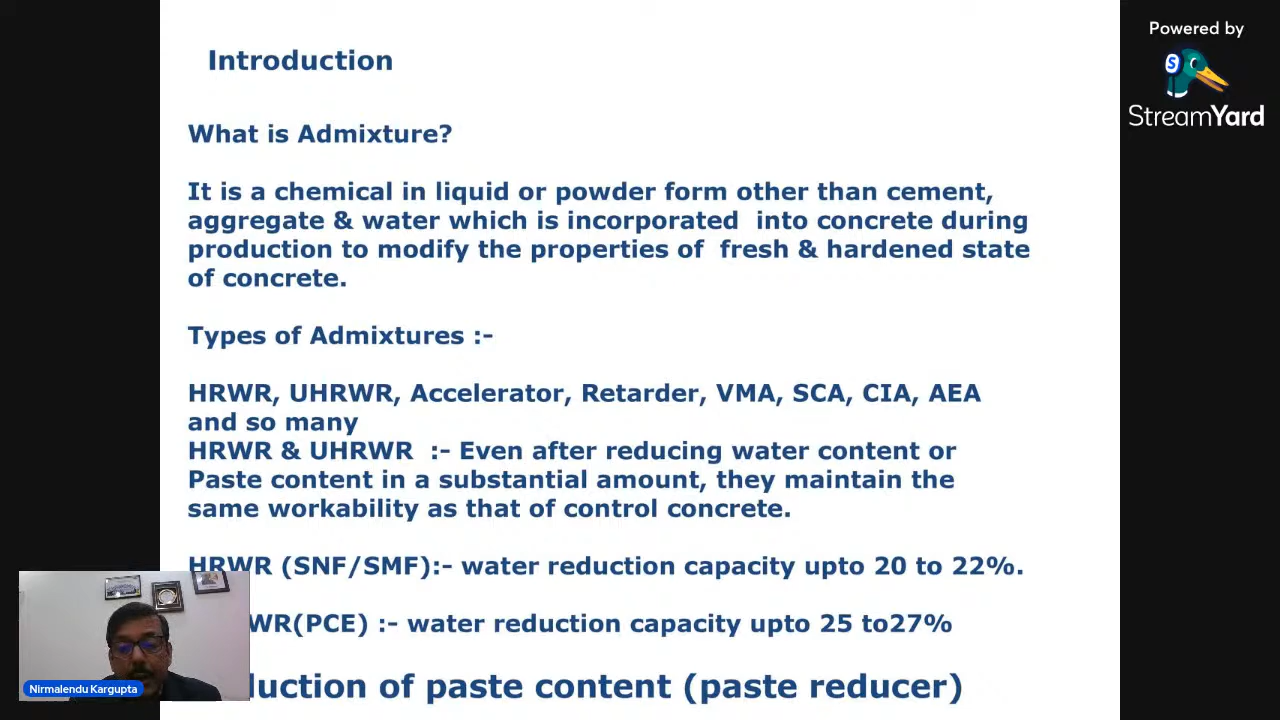 Introduction
What is Admixture?
It is a chemical in liquid or powder form other than cement,
aggregate & water which is incorporated into concrete during
production to modify the properties of fresh & hardened state
of concrete.
Types of Admixtures :-
HRWR, UHRWR, Accelerator, Retarder, VMA, SCA, CIA, AEA
and so many
HRWR & UHRWR :- Even after reducing water content or
Paste content in a substantial amount, they maintain the
same workability as that of control concrete.
HRWR (SNF/SMF):- water reduction capacity upto 20 to 22%.
WR(PCE) :- water reduction capacity upto 25 to27%
of paste content (paste reducer)
Nirmalendu Kargupta
Powered by
S
StreamYard